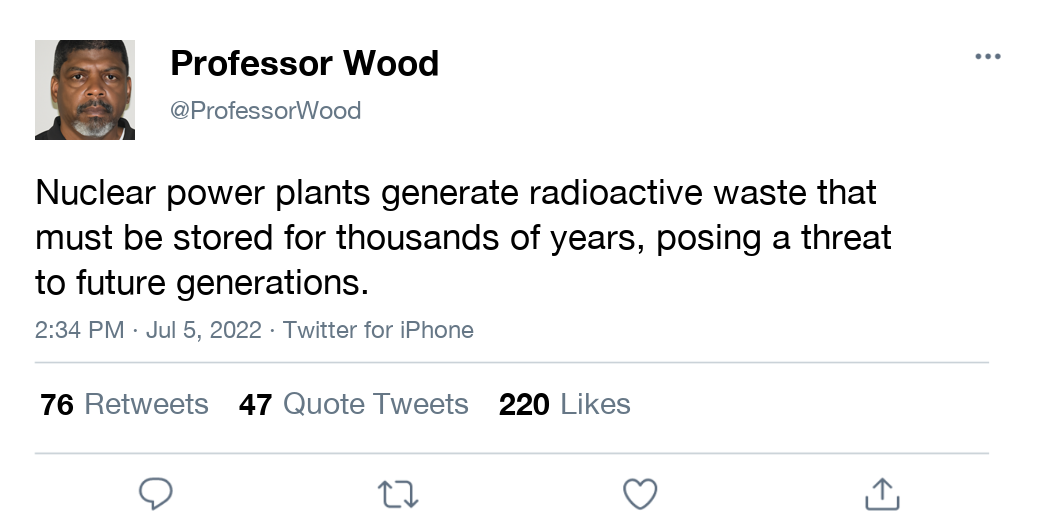 Professor Wood
@ProfessorWood
Nuclear power plants generate radioactive waste that
must be stored for thousands of years, posing a threat
to future generations.
2:34 PM · Jul 5, 2022 · Twitter for iPhone
76 Retweets 47 Quote Tweets 220 Likes